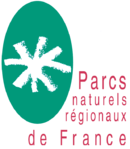 Parcs
naturels
régionaux
de France